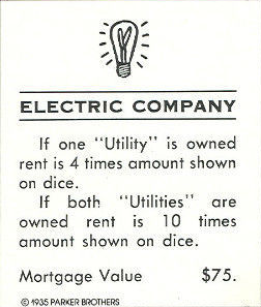 ELECTRIC COMPANY
If one "Utility" is owned
rent is 4 times amount shown
on dice.
If both "Utilities" are
owned rent is 10 times
amount shown on dice.
Mortgage Value $75.
© 1935 PARKER BROTHERS